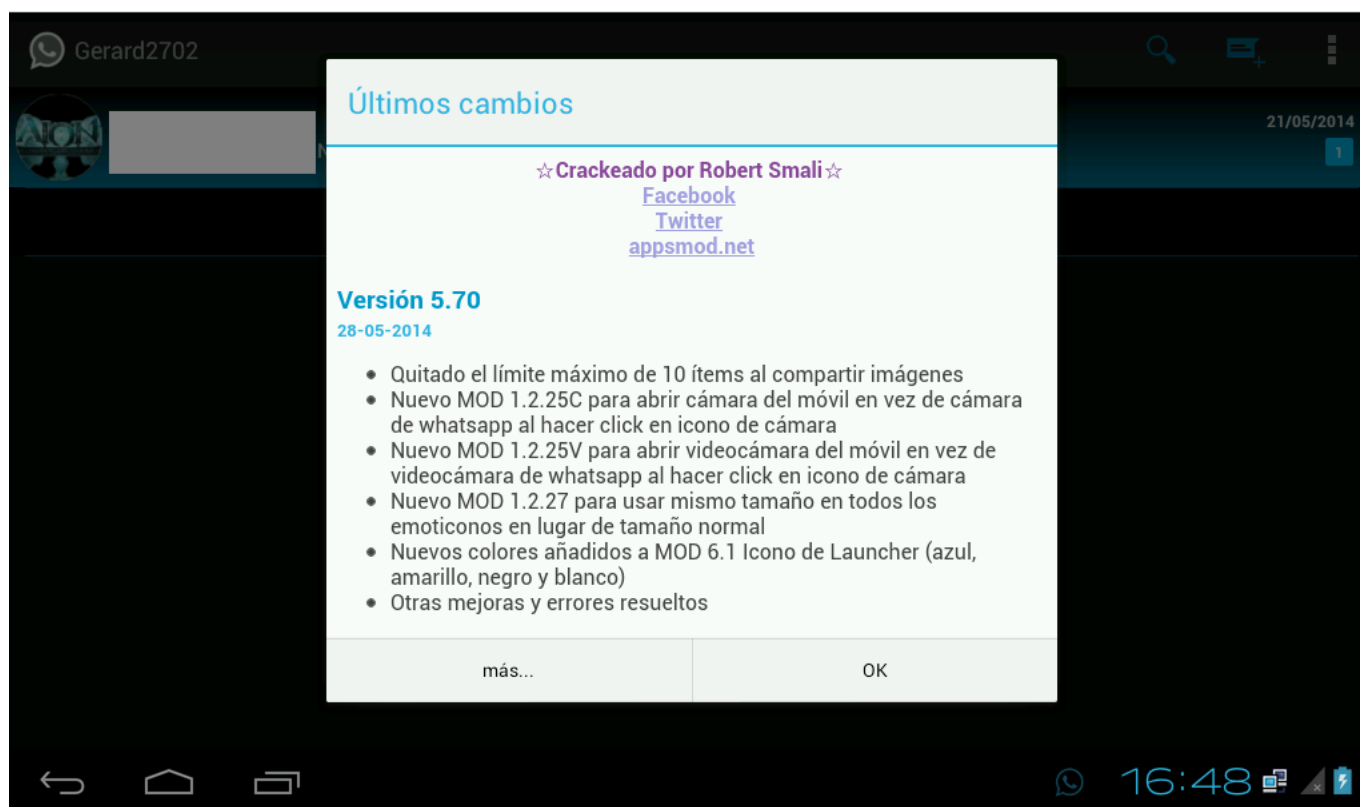 Gerard2702
Últimos cambios
21/05/2014
AION
N
1
☆Crackeado por Robert Smali☆
Facebook
Twitter
appsmod.net
Versión 5.70
28-05-2014
● Quitado el límite máximo de 10 ítems al compartir imágenes
● Nuevo MOD 1.2.25C para abrir cámara del móvil en vez de cámara
de whatsapp al hacer click en icono de cámara
● Nuevo MOD 1.2.25V para abrir videocámara del móvil en vez de
videocámara de whatsapp al hacer click en icono de cámara
● Nuevo MOD 1.2.27 para usar mismo tamaño en todos los
emoticonos en lugar de tamaño normal
● Nuevos colores añadidos a MOD 6.1 Icono de Launcher (azul,
amarillo, negro y blanco)
● Otras mejoras y errores resueltos
más...
OK
16:48